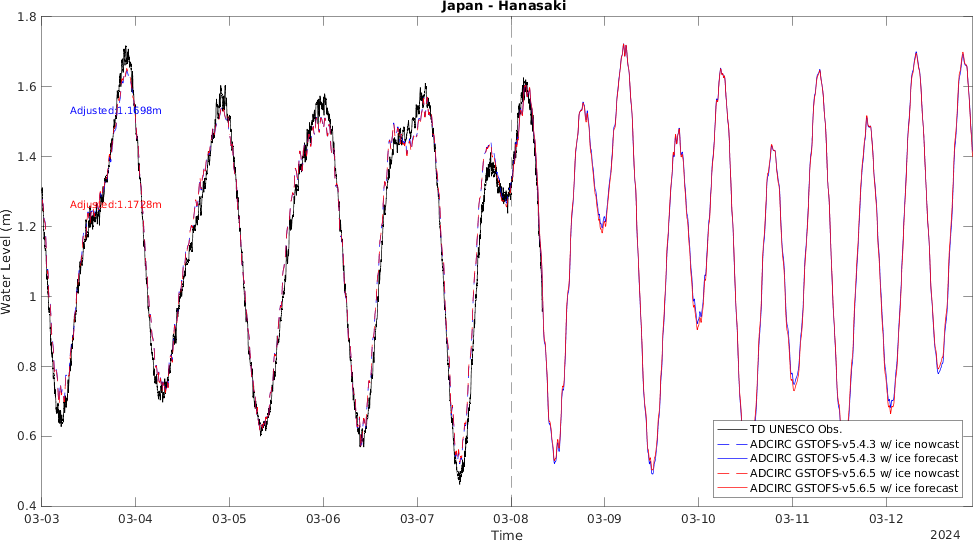 Japan - Hanasaki
1.8
1.6
1.4
1.2
1
0.8
0.6
0.4
Water Level (m)
Adjusted:1.1698m
Adjusted:1.1728m
TD UNESCO Obs.
ADCIRC GSTOFS-v5.4.3 w/ ice nowcast
ADCIRC GSTOFS-v5.4.3 w/ ice forecast
ADCIRC GSTOFS-v5.6.5 w/ ice nowcast
ADCIRC GSTOFS-v5.6.5 w/ ice forecast
03-03 03-04 03-05 03-06 03-07 03-08 03-09 03-10 03-11 03-12
Time
2024